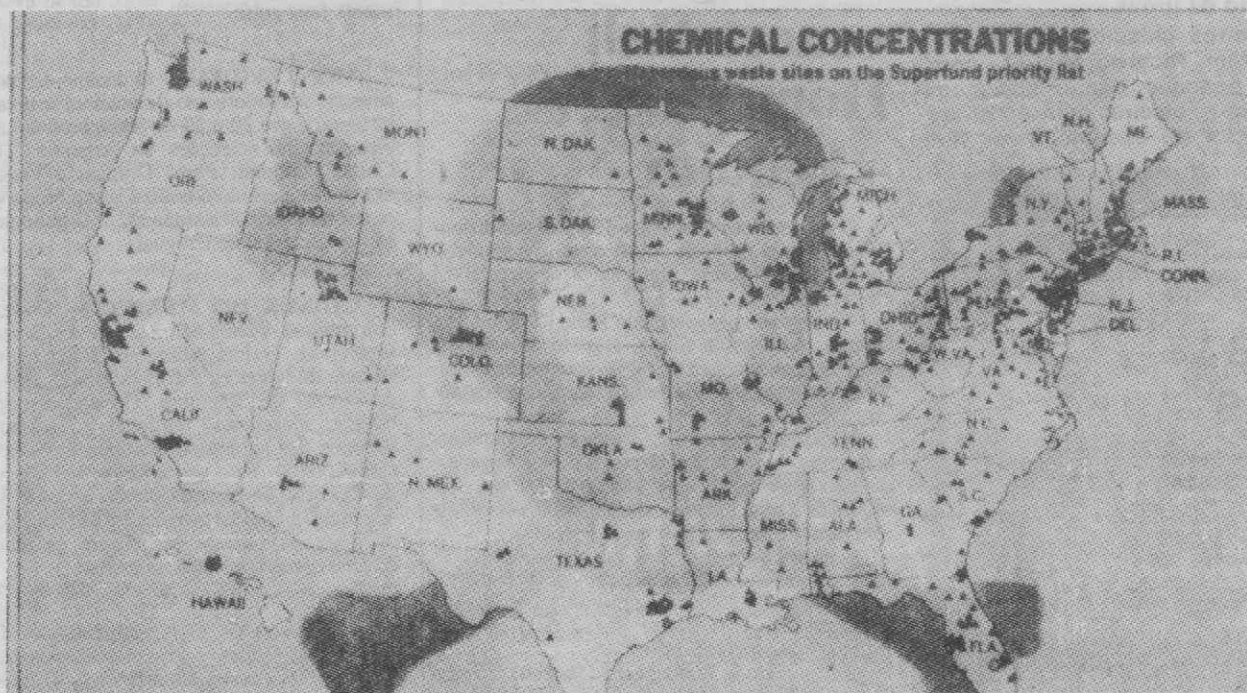 CHEMICAL CONCENTRATIONS
Hazardous waste sites on the Superfund priority list
WASH
MONT
N. DAK.
MINN.
WIS.
MICH
VT.
N.H.
ME.
MASS.
N.Y.
R.I.
CONN.
ORE
IDAHO
S. DAK.
WYO
NEB
IOWA
ILL.
IND.
OHIO
PENN
N.J.
DEL.
NEV.
UTAH
COLO.
KANS.
MO.
KY.
W.VA.
VA.
CALIF
ARIZ
N. MEX.
OKLA
ARK.
TENN.
N.C.
S.C.
MISS.
ALA
GA
TEXAS
LA.
FLA.
HAWAII